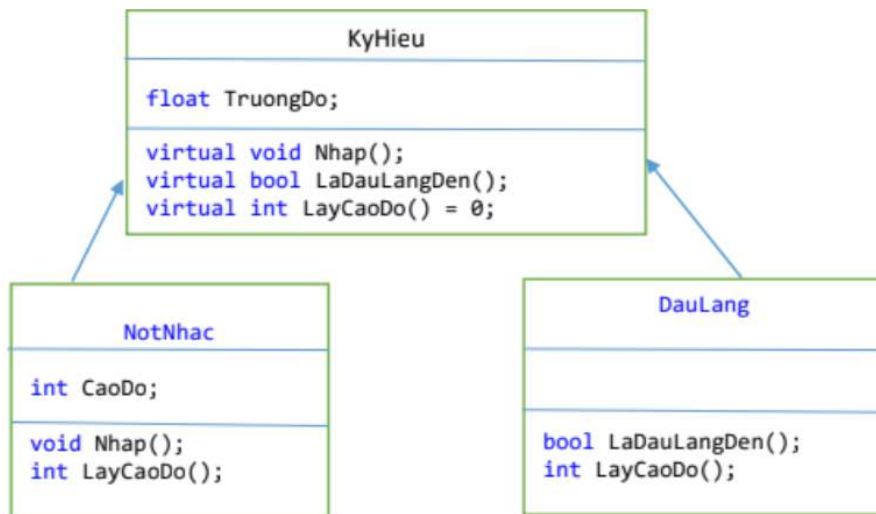 KyHieu
float TruongDo;
virtual void Nhap();
virtual bool LaDauLangDen();
virtual int LayCaoDo() = 0;
NotNhac
int CaoDo;
void Nhap();
int LayCaoDo();
DauLang
bool LaDauLangDen();
int LayCaoDo();